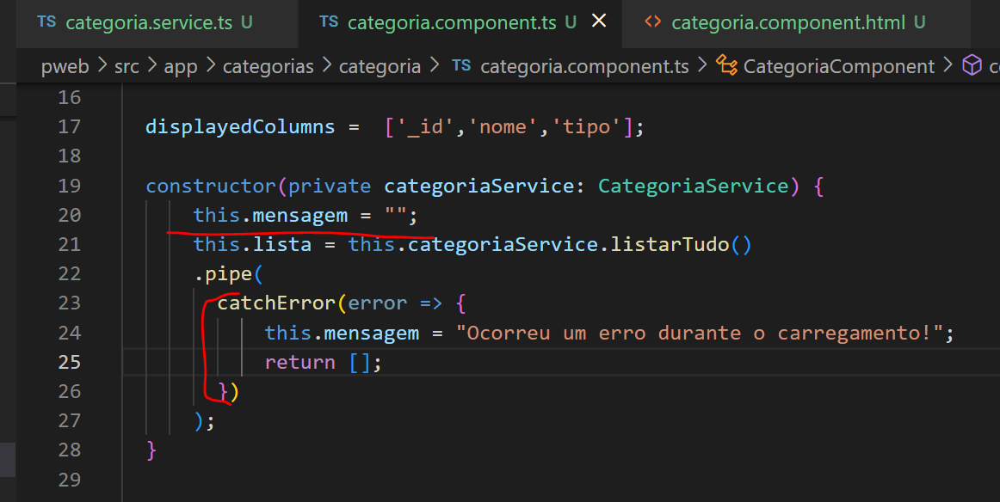 TS categoria.service.ts U TS categoria.component.ts U <> categoria.component.html U
pweb > src > app > categorias > categoria > TS categoria.component.ts > CategoriaComponent >
16
17 displayedColumns =  ['_id','nome','tipo'];
18
19 constructor(private categoriaService: CategoriaService) {
20 this.mensagem = "";
21 this.lista = this.categoriaService.listarTudo()
22 .pipe(
23 catchError(error => {
24 this.mensagem = "Ocorreu um erro durante o carregamento!";
25 return [];
26 })
27 );
28 }
29